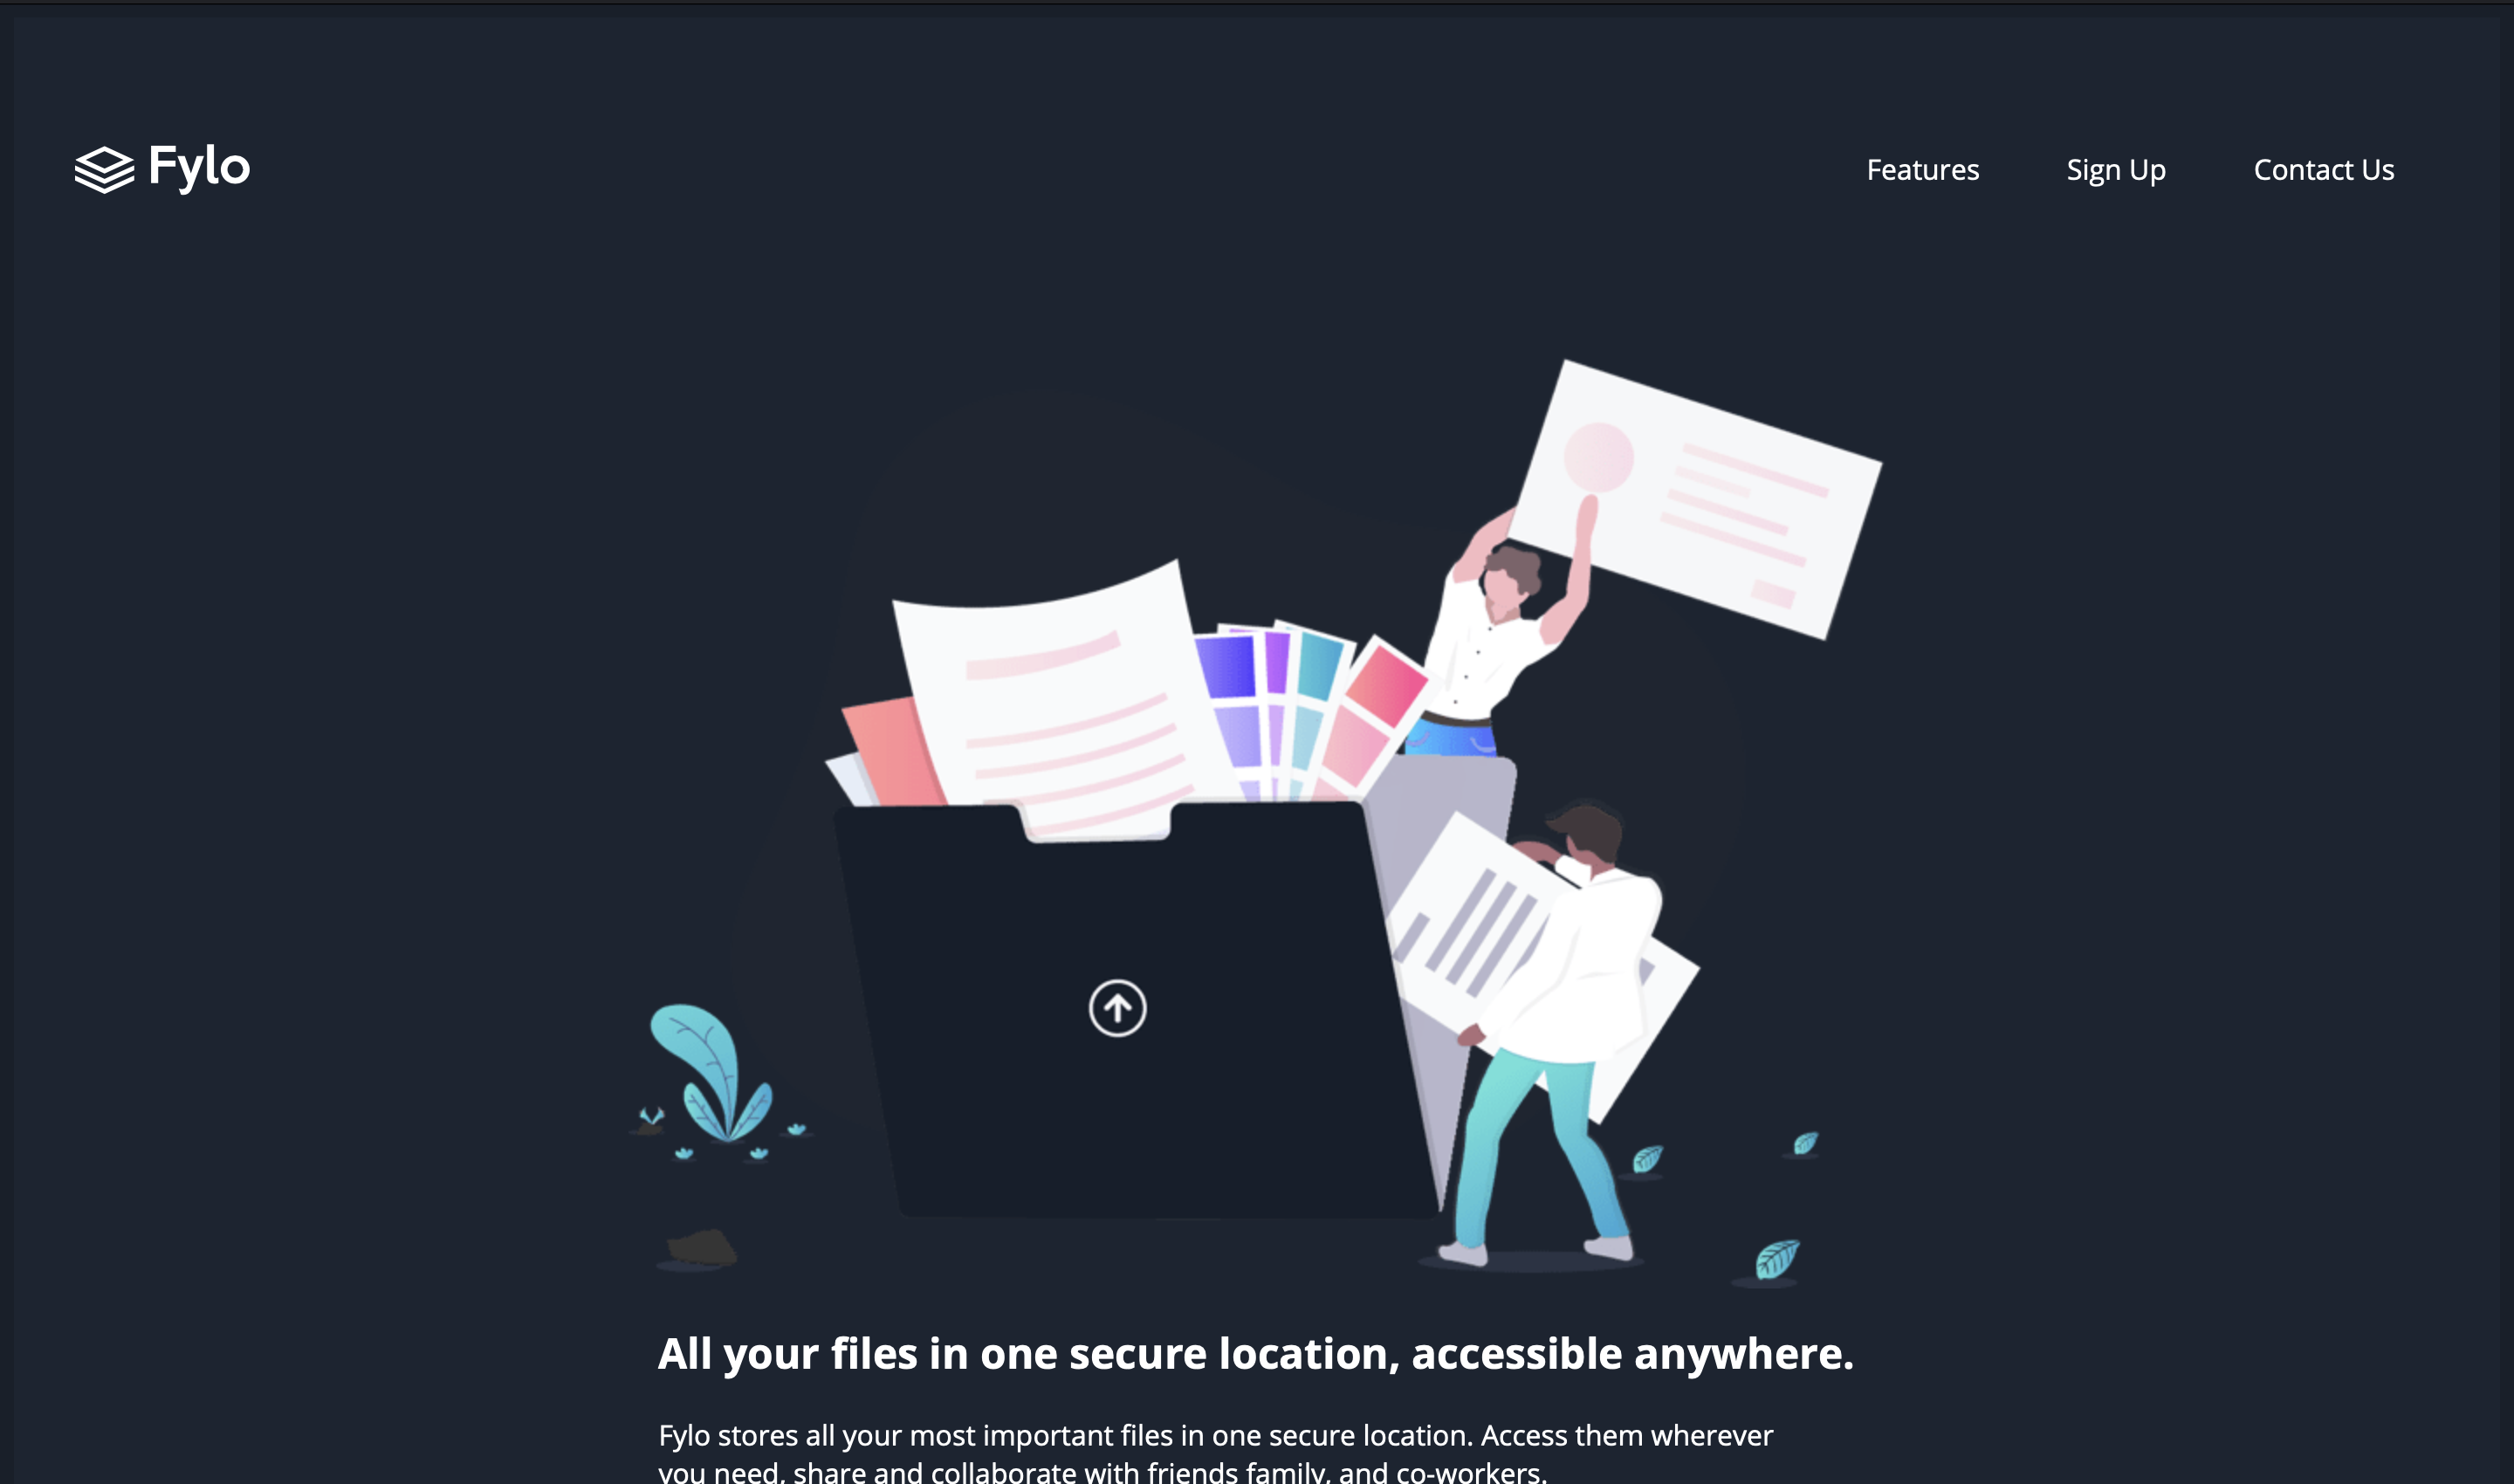 Fylo
Features
Sign Up
Contact Us
All your files in one secure location, accessible anywhere.
Fylo stores all your most important files in one secure location. Access them wherever
you need, share and collaborate with friends family, and co-workers.